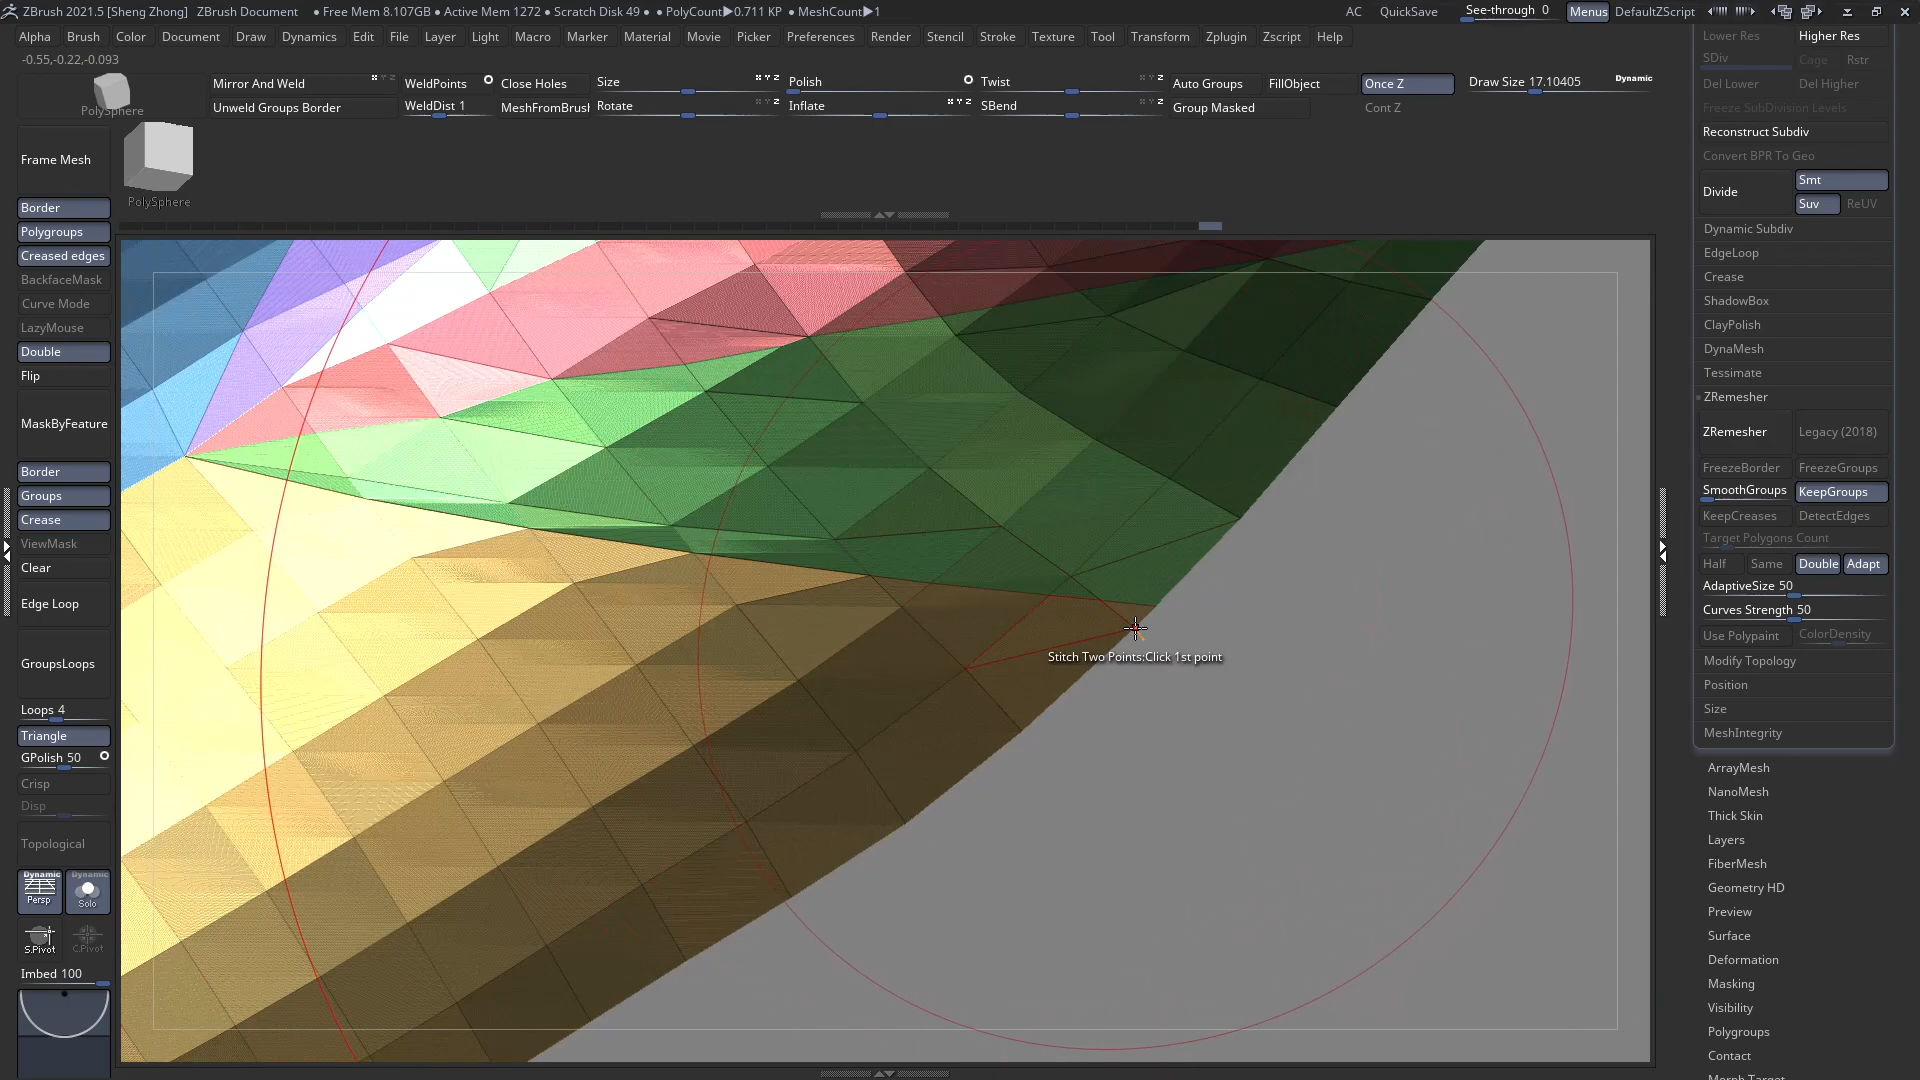 ZBrush 2021.5 [Sheng Zhong] ZBrush Document • Free Mem 8.107GB • Active Mem 1272 • Scratch Disk 49 • • PolyCount▶0.711 KP • MeshCount▶1 AC QuickSave See-through 0 Menus DefaultZScript
Alpha Brush Color Document Draw Dynamics Edit File Layer Light Macro Marker Material Movie Picker Preferences Render Stencil Stroke Texture Tool Transform Zplugin Zscript Help
-0.55,-0.22,-0.093
PolySphere
Mirror And Weld
Unweld Groups Border
WeldPoints
WeldDist 1
Close Holes
MeshFromBrush
Size
Rotate
Polish
Inflate
Twist
SBend
Auto Groups
Group Masked
FillObject
Once Z
Cont Z
Draw Size 17.10405
Dynamic
PolySphere
Frame Mesh
Border
Polygroups
Creased edges
BackfaceMask
Curve Mode
LazyMouse
Double
Flip
MaskByFeature
Border
Groups
Crease
ViewMask
Clear
Edge Loop
GroupsLoops
Loops 4
Triangle
GPolish 50
Crisp
Disp
Topological
Dynamic
Persp
Dynamic
Solo
S.Pivot
C.Pivot
Imbed 100
Stitch Two Points:Click 1st point
Lower Res Higher Res
SDiv Cage Rstr
Del Lower Del Higher
Freeze SubDivision Levels
Reconstruct Subdiv
Convert BPR To Geo
Divide
Smt
Suv ReUV
Dynamic Subdiv
EdgeLoop
Crease
ShadowBox
ClayPolish
DynaMesh
Tessimate
ZRemesher
ZRemesher Legacy (2018)
FreezeBorder FreezeGroups
SmoothGroups KeepGroups
KeepCreases DetectEdges
Target Polygons Count
Half Same Double Adapt
AdaptiveSize 50
Curves Strength 50
Use Polypaint ColorDensity
Modify Topology
Position
Size
MeshIntegrity
ArrayMesh
NanoMesh
Thick Skin
Layers
FiberMesh
Geometry HD
Preview
Surface
Deformation
Masking
Visibility
Polygroups
Contact
Morph Target